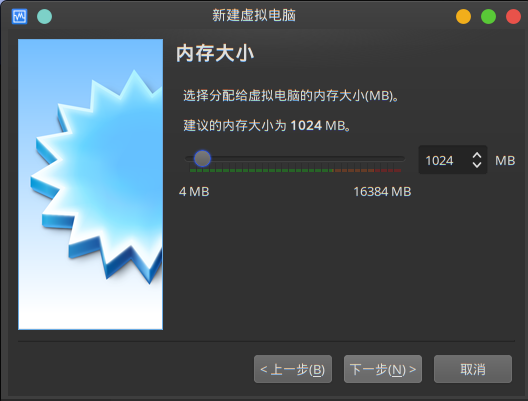 新建虚拟电脑
内存大小
选择分配给虚拟电脑的内存大小(MB)。
建议的内存大小为 1024 MB。
1024 MB
4 MB 16384 MB
< 上一步(B) 下一步(N) > 取消